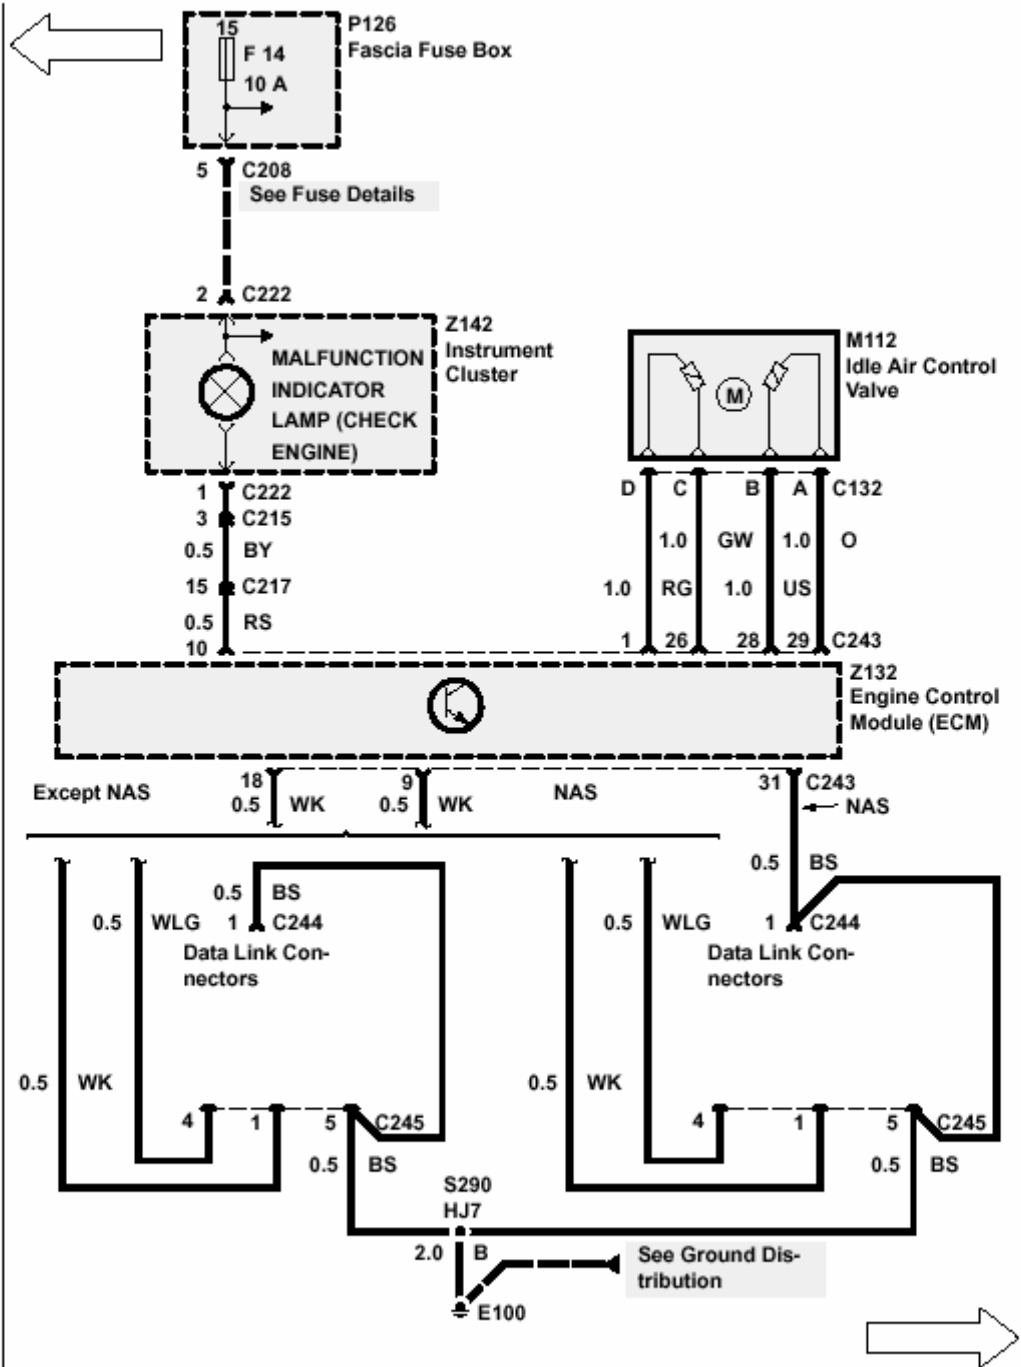 15
F 14
10 A
P126
Fascia Fuse Box
5 C208
See Fuse Details
2 C222
Z142
Instrument
Cluster
MALFUNCTION
INDICATOR
LAMP (CHECK
ENGINE)
M112
Idle Air Control
Valve
M
1 C222
3 C215
0.5 BY
15 C217
0.5 RS
10
D C B A C132
1.0 GW 1.0 O
1.0 RG 1.0 US
1 26 28 29 C243
Z132
Engine Control
Module (ECM)
18 9 31 C243
Except NAS 0.5 WK 0.5 WK NAS NAS
0.5 BS
0.5 BS
0.5 WLG 1 C244
Data Link Con-
nectors
0.5 WLG 1 C244
Data Link Con-
nectors
0.5 WK
0.5 WK
4 1 5 C245
0.5 BS
4 1 5 C245
0.5 BS
S290
HJ7
2.0 B
See Ground Dis-
tribution
E100